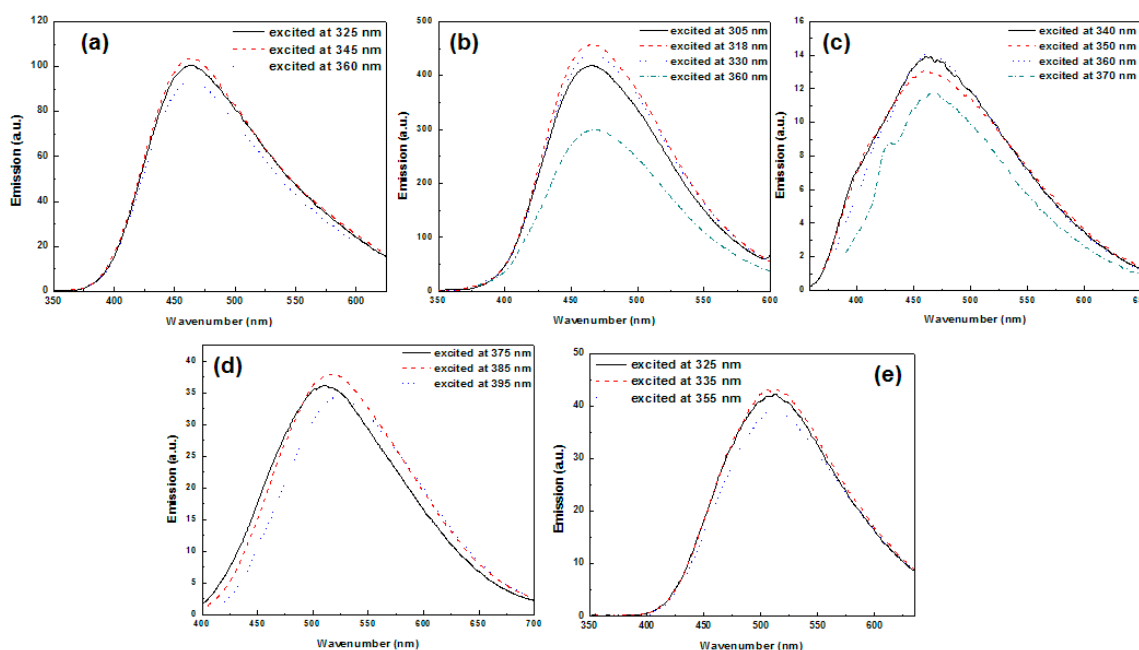 (a)
excited at 325 nm
excited at 345 nm
excited at 360 nm
120
100
80
60
40
20
0
Emission (a.u.)
350 400 450 500 550 600
Wavenumber (nm)
(b)
excited at 305 nm
excited at 318 nm
excited at 330 nm
excited at 360 nm
500
450
400
350
300
250
200
150
100
50
0
Emission (a.u.)
350 400 450 500 550 600
Wavenumber (nm)
(c)
excited at 340 nm
excited at 350 nm
excited at 360 nm
excited at 370 nm
16
14
12
10
8
6
4
2
0
Emission (a.u.)
400 450 500 550 600
Wavenumber (nm)
(d)
excited at 375 nm
excited at 385 nm
excited at 395 nm
40
35
30
25
20
15
10
5
0
Emission (a.u.)
400 450 500 550 600 650 700
Wavenumber (nm)
(e)
excited at 325 nm
excited at 335 nm
excited at 355 nm
50
40
30
20
10
0
Emission (a.u.)
350 400 450 500 550 600
Wavenumber (nm)